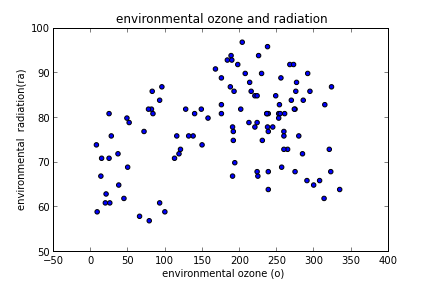 environmental ozone and radiation
100
90
80
70
60
50
environmental  radiation(ra)
-50 0 50 100 150 200 250 300 350 400
environmental ozone (o)